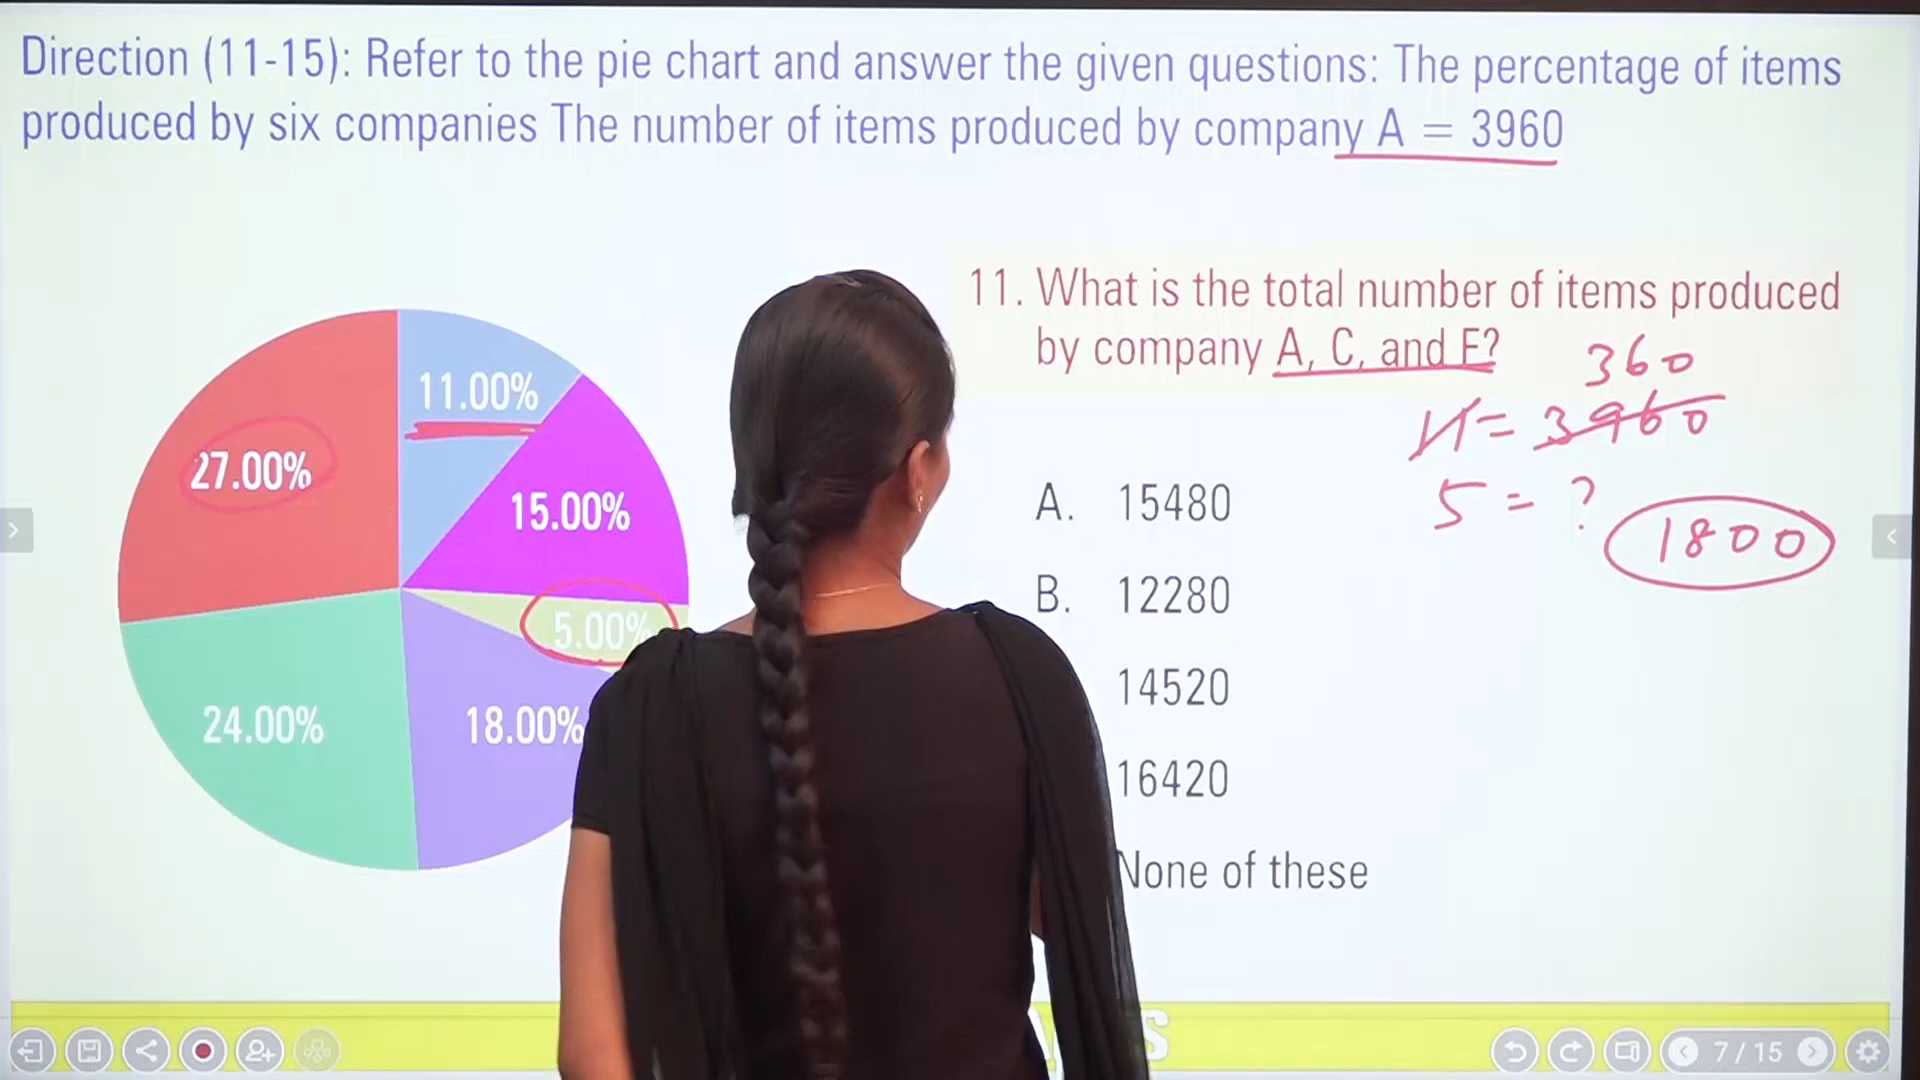 Direction (11-15): Refer to the pie chart and answer the given questions: The percentage of items
produced by six companies The number of items produced by company A = 3960
11. What is the total number of items produced
by company A, C, and F?
360
11 = 3960
5 = ?
1800
11.00%
27.00%
15.00%
5.00%
24.00%
18.00%
A. 15480
B. 12280
14520
16420
None of these
S
7 / 15